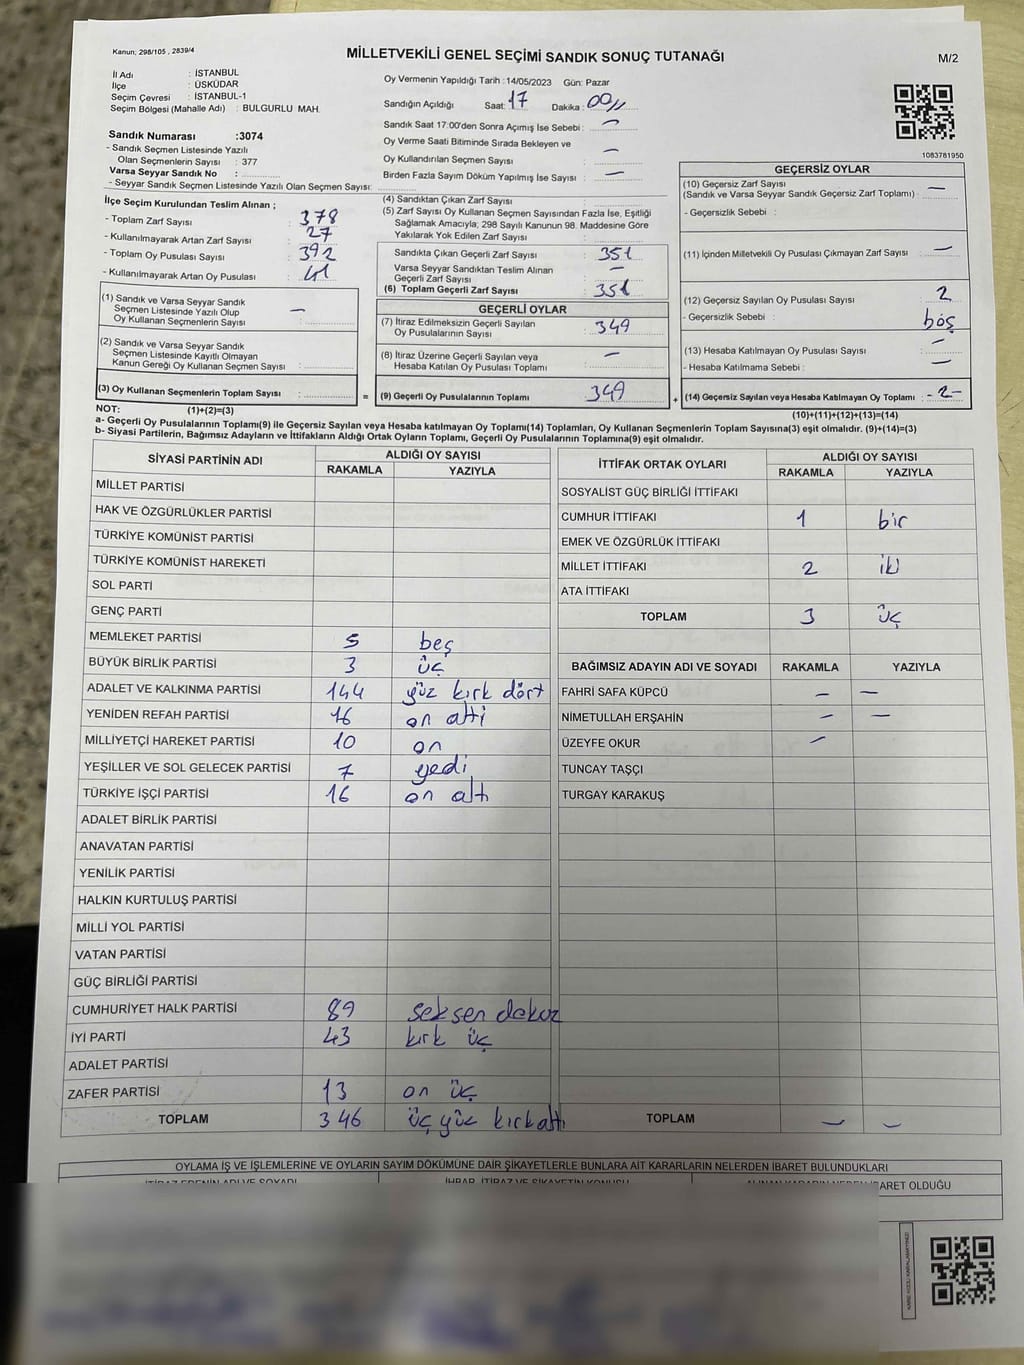 Kanun, 298/105 , 2839/4
MİLLETVEKİLİ GENEL SEÇİMİ SANDIK SONUÇ TUTANAĞI
M/2
İl Adı : İSTANBUL
İlçe : ÜSKÜDAR
Seçim Çevresi : İSTANBUL-1
Seçim Bölgesi (Mahalle Adı) : BULGURLU MAH.
Oy Vermenin Yapıldığı Tarih :14/05/2023 Gün: Pazar
Sandığın Açıldığı Saat: 17 Dakika : 00
Sandık Saat 17:00'den Sonra Açımış İse Sebebi : —
Oy Verme Saati Bitiminde Sırada Bekleyen ve
Oy Kullandırılan Seçmen Sayısı : —
Birden Fazla Sayım Döküm Yapılmış İse Sayısı : —
1083781950
Sandık Numarası :3074
- Sandık Seçmen Listesinde Yazılı
Olan Seçmenlerin Sayısı : 377
Varsa Seyyar Sandık No :
- Seyyar Sandık Seçmen Listesinde Yazılı Olan Seçmen Sayısı:
İlçe Seçim Kurulundan Teslim Alınan ;
- Toplam Zarf Sayısı : 378
- Kullanılmayarak Artan Zarf Sayısı : 27
- Toplam Oy Pusulası Sayısı : 392
- Kullanılmayarak Artan Oy Pusulası : 41
(1) Sandık ve Varsa Seyyar Sandık
Seçmen Listesinde Yazılı Olup
Oy Kullanan Seçmenlerin Sayısı : —
(2) Sandık ve Varsa Seyyar Sandık
Seçmen Listesinde Kayıtlı Olmayan
Kanun Gereği Oy Kullanan Seçmen Sayısı :
(3) Oy Kullanan Seçmenlerin Toplam Sayısı : =
(4) Sandıktan Çıkan Zarf Sayısı :
(5) Zarf Sayısı Oy Kullanan Seçmen Sayısından Fazla İse, Eşitliği
Sağlamak Amacıyla, 298 Sayılı Kanunun 98. Maddesine Göre
Yakılarak Yok Edilen Zarf Sayısı :
Sandıkta Çıkan Geçerli Zarf Sayısı : 351
Varsa Seyyar Sandıktan Teslim Alınan
Geçerli Zarf Sayısı : —
(6) Toplam Geçerli Zarf Sayısı : 351
GEÇERLİ OYLAR
(7) İtiraz Edilmeksizin Geçerli Sayılan
Oy Pusulalarının Sayısı : 349
(8) İtiraz Üzerine Geçerli Sayılan veya
Hesaba Katılan Oy Pusulası Toplamı : —
(9) Geçerli Oy Pusulalarının Toplamı : 349 +
GEÇERSİZ OYLAR
(10) Geçersiz Zarf Sayısı : —
(Sandık ve Varsa Seyyar Sandık Geçersiz Zarf Toplamı)
- Geçersizlik Sebebi :
(11) İçinden Milletvekili Oy Pusulası Çıkmayan Zarf Sayısı : —
(12) Geçersiz Sayılan Oy Pusulası Sayısı : 2
- Geçersizlik Sebebi : boş
(13) Hesaba Katılmayan Oy Pusulası Sayısı : —
- Hesaba Katılmama Sebebi : —
(14) Geçersiz Sayılan veya Hesaba Katılmayan Oy Toplamı : - 2 -
NOT: (1)+(2)=(3)
(10)+(11)+(12)+(13)=(14)
a- Geçerli Oy Pusulalarının Toplamı(9) ile Geçersiz Sayılan veya Hesaba katılmayan Oy Toplamı(14) Toplamları, Oy Kullanan Seçmenlerin Toplam Sayısına(3) eşit olmalıdır. (9)+(14)=(3)
b- Siyasi Partilerin, Bağımsız Adayların ve İttifakların Aldığı Ortak Oyların Toplamı, Geçerli Oy Pusulalarının Toplamına(9) eşit olmalıdır.
SİYASİ PARTİNİN ADI ALDIĞI OY SAYISI
RAKAMLA YAZIYLA
MİLLET PARTİSİ
HAK VE ÖZGÜRLÜKLER PARTİSİ
TÜRKİYE KOMÜNİST PARTİSİ
TÜRKİYE KOMÜNİST HAREKETİ
SOL PARTİ
GENÇ PARTİ
MEMLEKET PARTİSİ 5 beş
BÜYÜK BİRLİK PARTİSİ 3 üç
ADALET VE KALKINMA PARTİSİ 144 yüz kırk dört
YENİDEN REFAH PARTİSİ 16 on altı
MİLLİYETÇİ HAREKET PARTİSİ 10 on
YEŞİLLER VE SOL GELECEK PARTİSİ 7 yedi
TÜRKİYE İŞÇİ PARTİSİ 16 on altı
ADALET BİRLİK PARTİSİ
ANAVATAN PARTİSİ
YENİLİK PARTİSİ
HALKIN KURTULUŞ PARTİSİ
MİLLİ YOL PARTİSİ
VATAN PARTİSİ
GÜÇ BİRLİĞİ PARTİSİ
CUMHURİYET HALK PARTİSİ 89 seksen dokuz
İYİ PARTİ 43 kırk üç
ADALET PARTİSİ
ZAFER PARTİSİ 13 on üç
TOPLAM 346 üç yüz kırk altı
İTTİFAK ORTAK OYLARI ALDIĞI OY SAYISI
RAKAMLA YAZIYLA
SOSYALİST GÜÇ BİRLİĞİ İTTİFAKI
CUMHUR İTTİFAKI 1 bir
EMEK VE ÖZGÜRLÜK İTTİFAKI
MİLLET İTTİFAKI 2 iki
ATA İTTİFAKI
TOPLAM 3 üç
BAĞIMSIZ ADAYIN ADI VE SOYADI RAKAMLA YAZIYLA
FAHRİ SAFA KÜPCÜ — —
NİMETULLAH ERŞAHİN — —
ÜZEYFE OKUR —
TUNCAY TAŞÇI
TURGAY KARAKUŞ
TOPLAM — —
OYLAMA İŞ VE İŞLEMLERİNE VE OYLARIN SAYIM DÖKÜMÜNE DAİR ŞİKAYETLERLE BUNLARA AİT KARARLARIN NELERDEN İBARET BULUNDUKLARI
İTİRAZ EDENİN ADI VE SOYADI İHBAR, İTİRAZ VE ŞİKAYETİN KONUSU ALINAN KARARIN NEDEN İBARET OLDUĞU